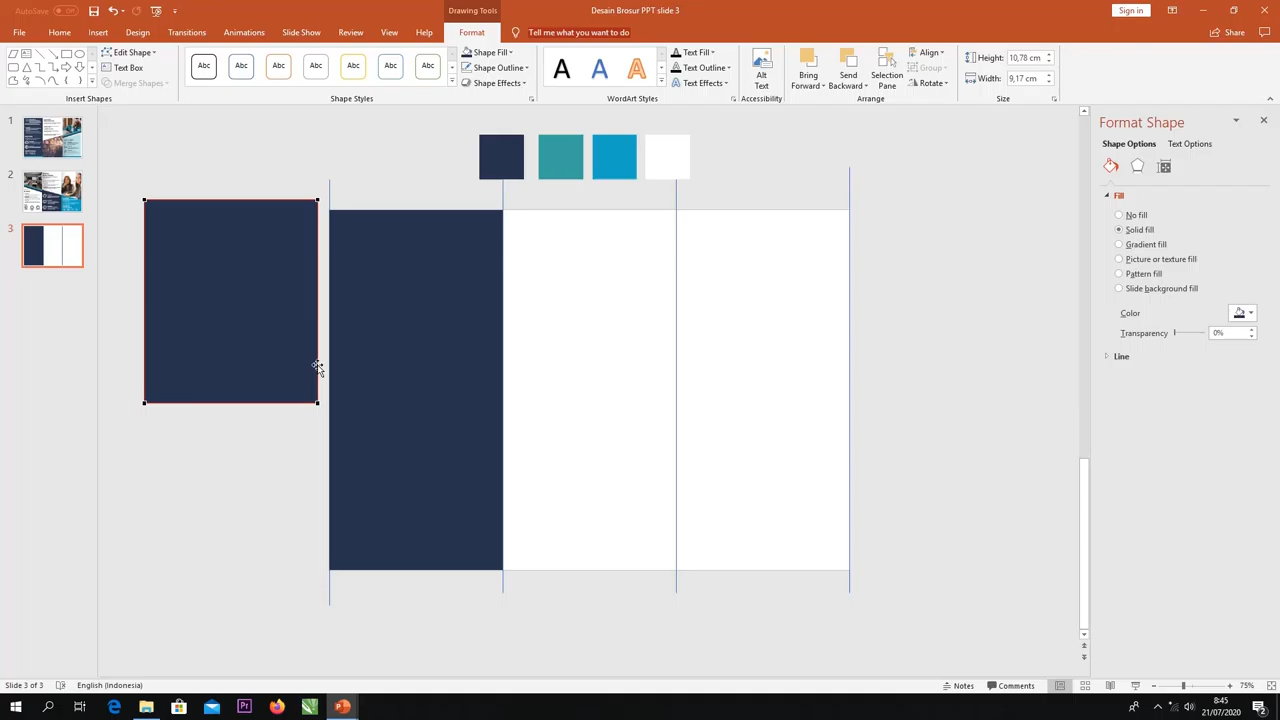 AutoSave Off
Drawing Tools
Desain Brosur PPT slide 3
Sign in
File Home Insert Design Transitions Animations Slide Show Review View Help Format Tell me what you want to do Share
Edit Shape
Text Box
Merge Shapes
Insert Shapes
Abc Abc Abc Abc Abc Abc Abc
Shape Fill
Shape Outline
Shape Effects
Shape Styles
A A A
Text Fill
Text Outline
Text Effects
WordArt Styles
Alt
Text
Accessibility
Bring
Forward
Send
Backward
Selection
Pane
Align
Group
Rotate
Arrange
Height: 10,78 cm
Width: 9,17 cm
Size
1
2
3
Format Shape
Shape Options Text Options
Fill
No fill
Solid fill
Gradient fill
Picture or texture fill
Pattern fill
Slide background fill
Color
Transparency 0%
Line
Slide 3 of 3 English (Indonesia) Notes Comments 75%
Pr
8:45
21/07/2020